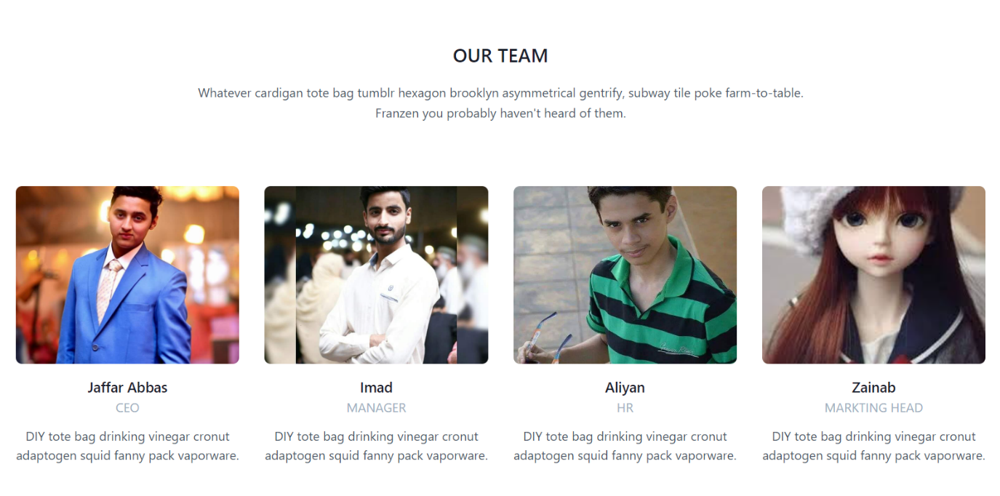 OUR TEAM
Whatever cardigan tote bag tumblr hexagon brooklyn asymmetrical gentrify, subway tile poke farm-to-table.
Franzen you probably haven't heard of them.
Jaffar Abbas
CEO
DIY tote bag drinking vinegar cronut
adaptogen squid fanny pack vaporware.
Imad
MANAGER
DIY tote bag drinking vinegar cronut
adaptogen squid fanny pack vaporware.
Aliyan
HR
DIY tote bag drinking vinegar cronut
adaptogen squid fanny pack vaporware.
Zainab
MARKTING HEAD
DIY tote bag drinking vinegar cronut
adaptogen squid fanny pack vaporware.